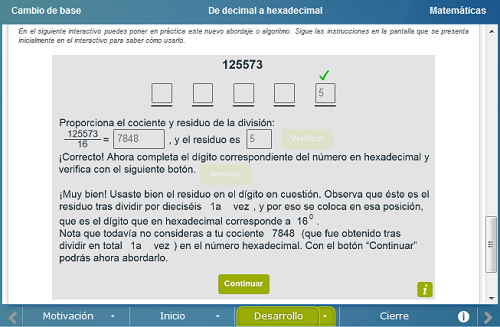 Cambio de base De decimal a hexadecimal Matemáticas
En el siguiente interactivo puedes poner en práctica este nuevo abordaje o algoritmo. Sigue las instrucciones en la pantalla que se presenta
inicialmente en el interactivo para saber cómo usarlo.
125573
5
Proporciona el cociente y residuo de la división:
125573
16
= 7848 , y el residuo es 5 Verificar
¡Correcto! Ahora completa el dígito correspondiente del número en hexadecimal y
verifica con el siguiente botón. Verificar
¡Muy bien! Usaste bien el residuo en el dígito en cuestión. Observa que éste es el
residuo tras dividir por dieciséis 1a vez , y por eso se coloca en esa posición,
que es el dígito que en hexadecimal corresponde a 16 0 .
Nota que todavía no consideras a tu cociente 7848 (que fue obtenido tras
dividir en total 1a vez ) en el número hexadecimal. Con el botón “Continuar”
podrás ahora abordarlo.
Continuar
i
Motivación Inicio Desarrollo Cierre i